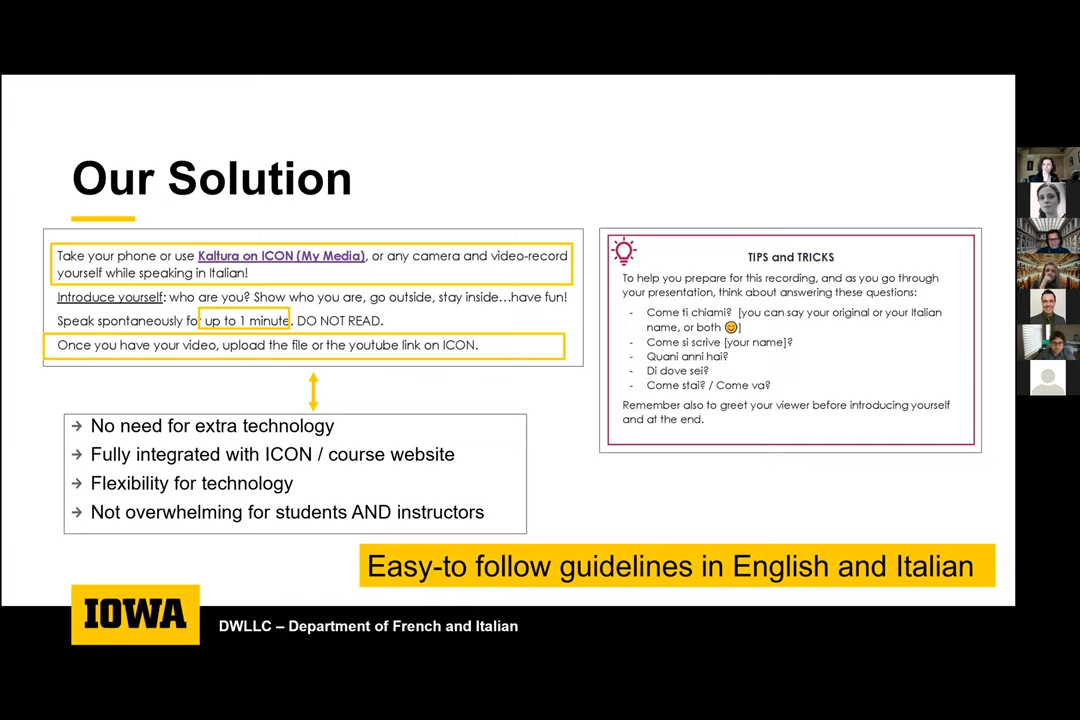 Our Solution
Take your phone or use Kaltura on ICON (My Media), or any camera and video-record
yourself while speaking in Italian!
Introduce yourself: who are you? Show who you are, go outside, stay inside…have fun!
Speak spontaneously for up to 1 minute. DO NOT READ.
Once you have your video, upload the file or the youtube link on ICON.
→ No need for extra technology
→ Fully integrated with ICON / course website
→ Flexibility for technology
→ Not overwhelming for students AND instructors
TIPS and TRICKS
To help you prepare for this recording, and as you go through
your presentation, think about answering these questions:
- Come ti chiami? [you can say your original or your Italian
name, or both 😊]
- Come si scrive [your name]?
- Quani anni hai?
- Di dove sei?
- Come stai? / Come va?
Remember also to greet your viewer before introducing yourself
and at the end.
Easy-to follow guidelines in English and Italian
IOWA
DWLLC – Department of French and Italian